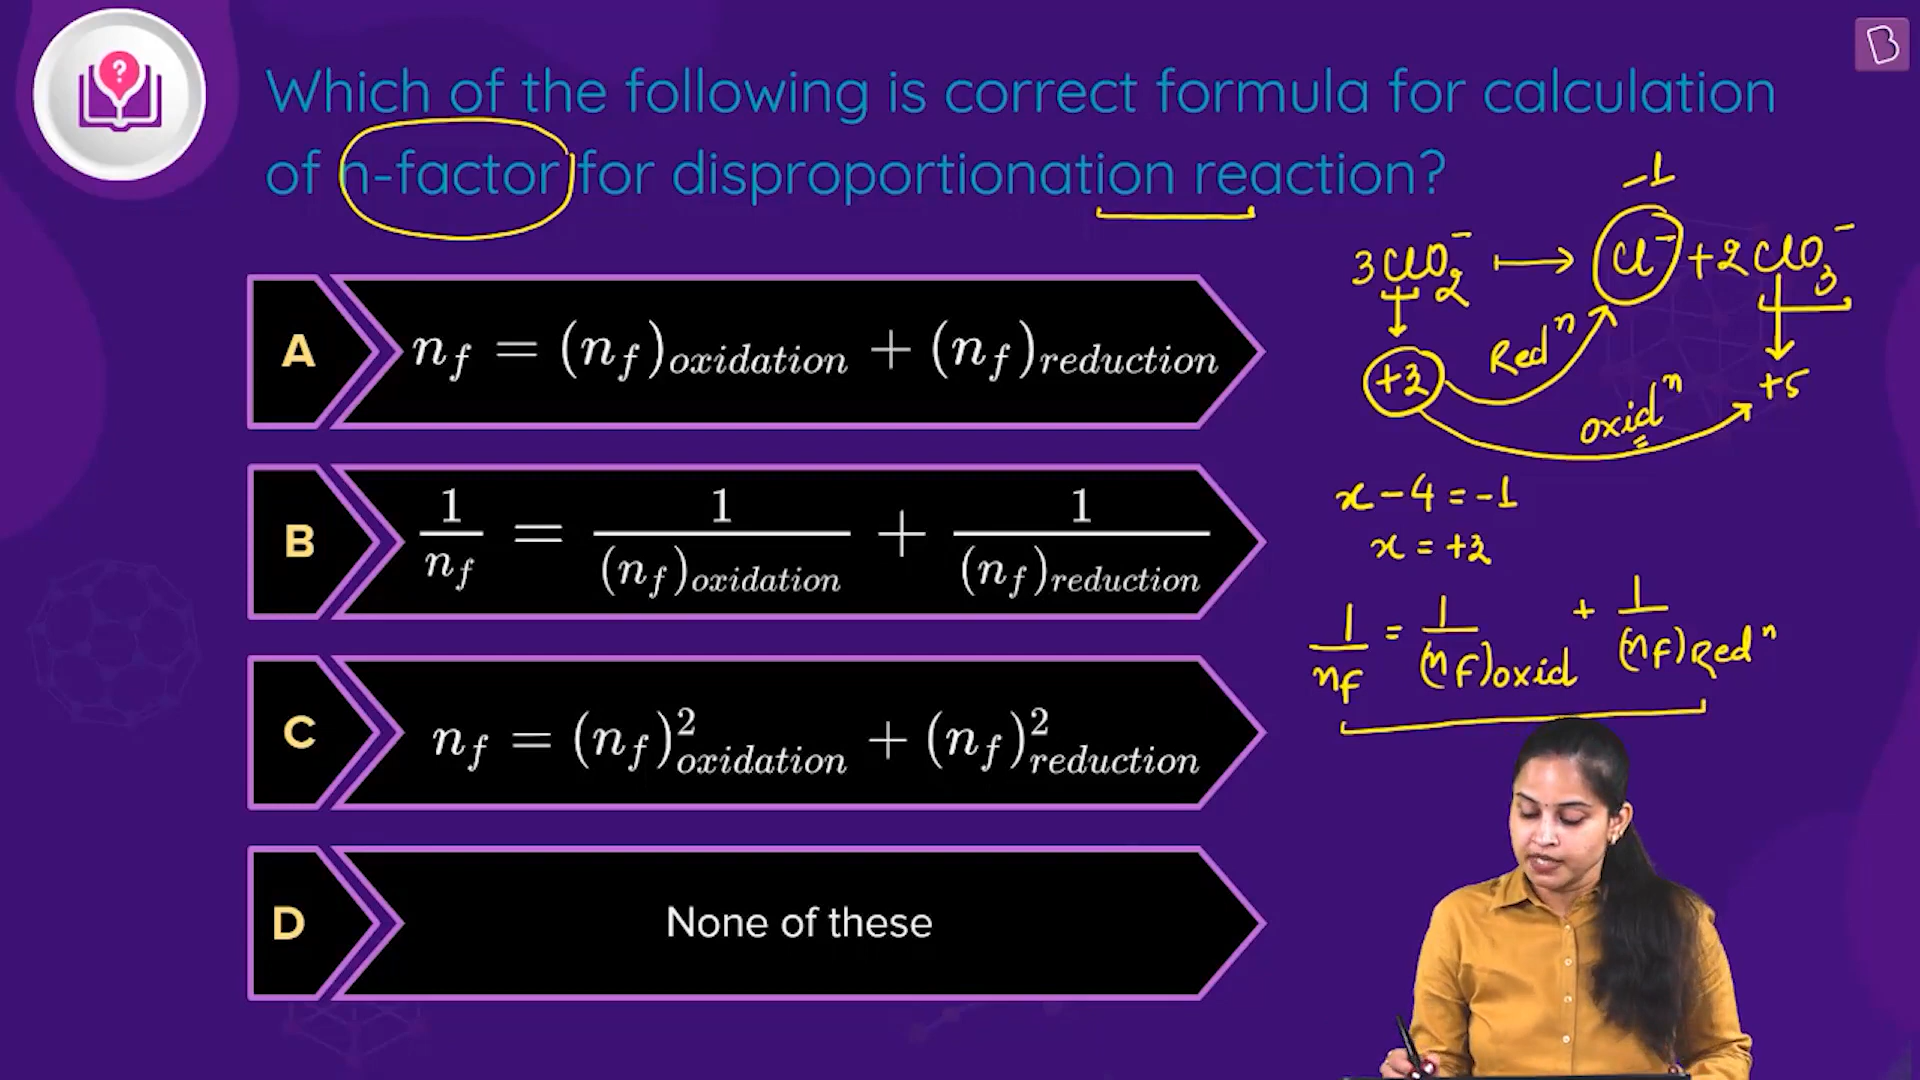 Which of the following is correct formula for calculation
of n-factor for disproportionation reaction?
A
n_f = (n_f)_oxidation + (n_f)_reduction
B
1/n_f = 1/(n_f)_oxidation + 1/(n_f)_reduction
C
n_f = (n_f)²_oxidation + (n_f)²_reduction
D
None of these
-1
3ClO₂⁻ ⟼ Cl⁻ + 2ClO₃⁻
+3
Redⁿ
+5
oxidⁿ
x - 4 = -1
x = +3
1/nf = 1/(nf)oxid + 1/(nf)Redⁿ
?
B